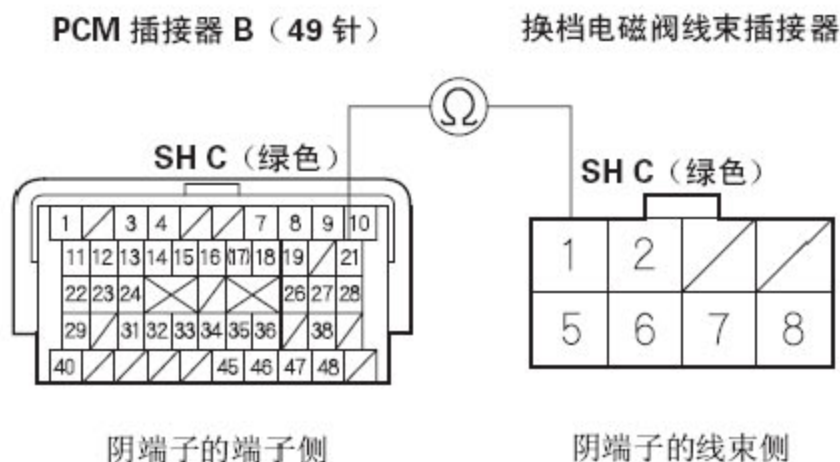 PCM 插接器 B（49 针） 换档电磁阀线束插接器
Ω
SH C（绿色）
SH C（绿色）
1 3 4 7 8 9 10
11 12 13 14 15 16 (17) 18 19 21
22 23 24 26 27 28
29 31 32 33 34 35 36 38
40 45 46 47 48
1 2
5 6 7 8
阴端子的端子侧 阴端子的线束侧